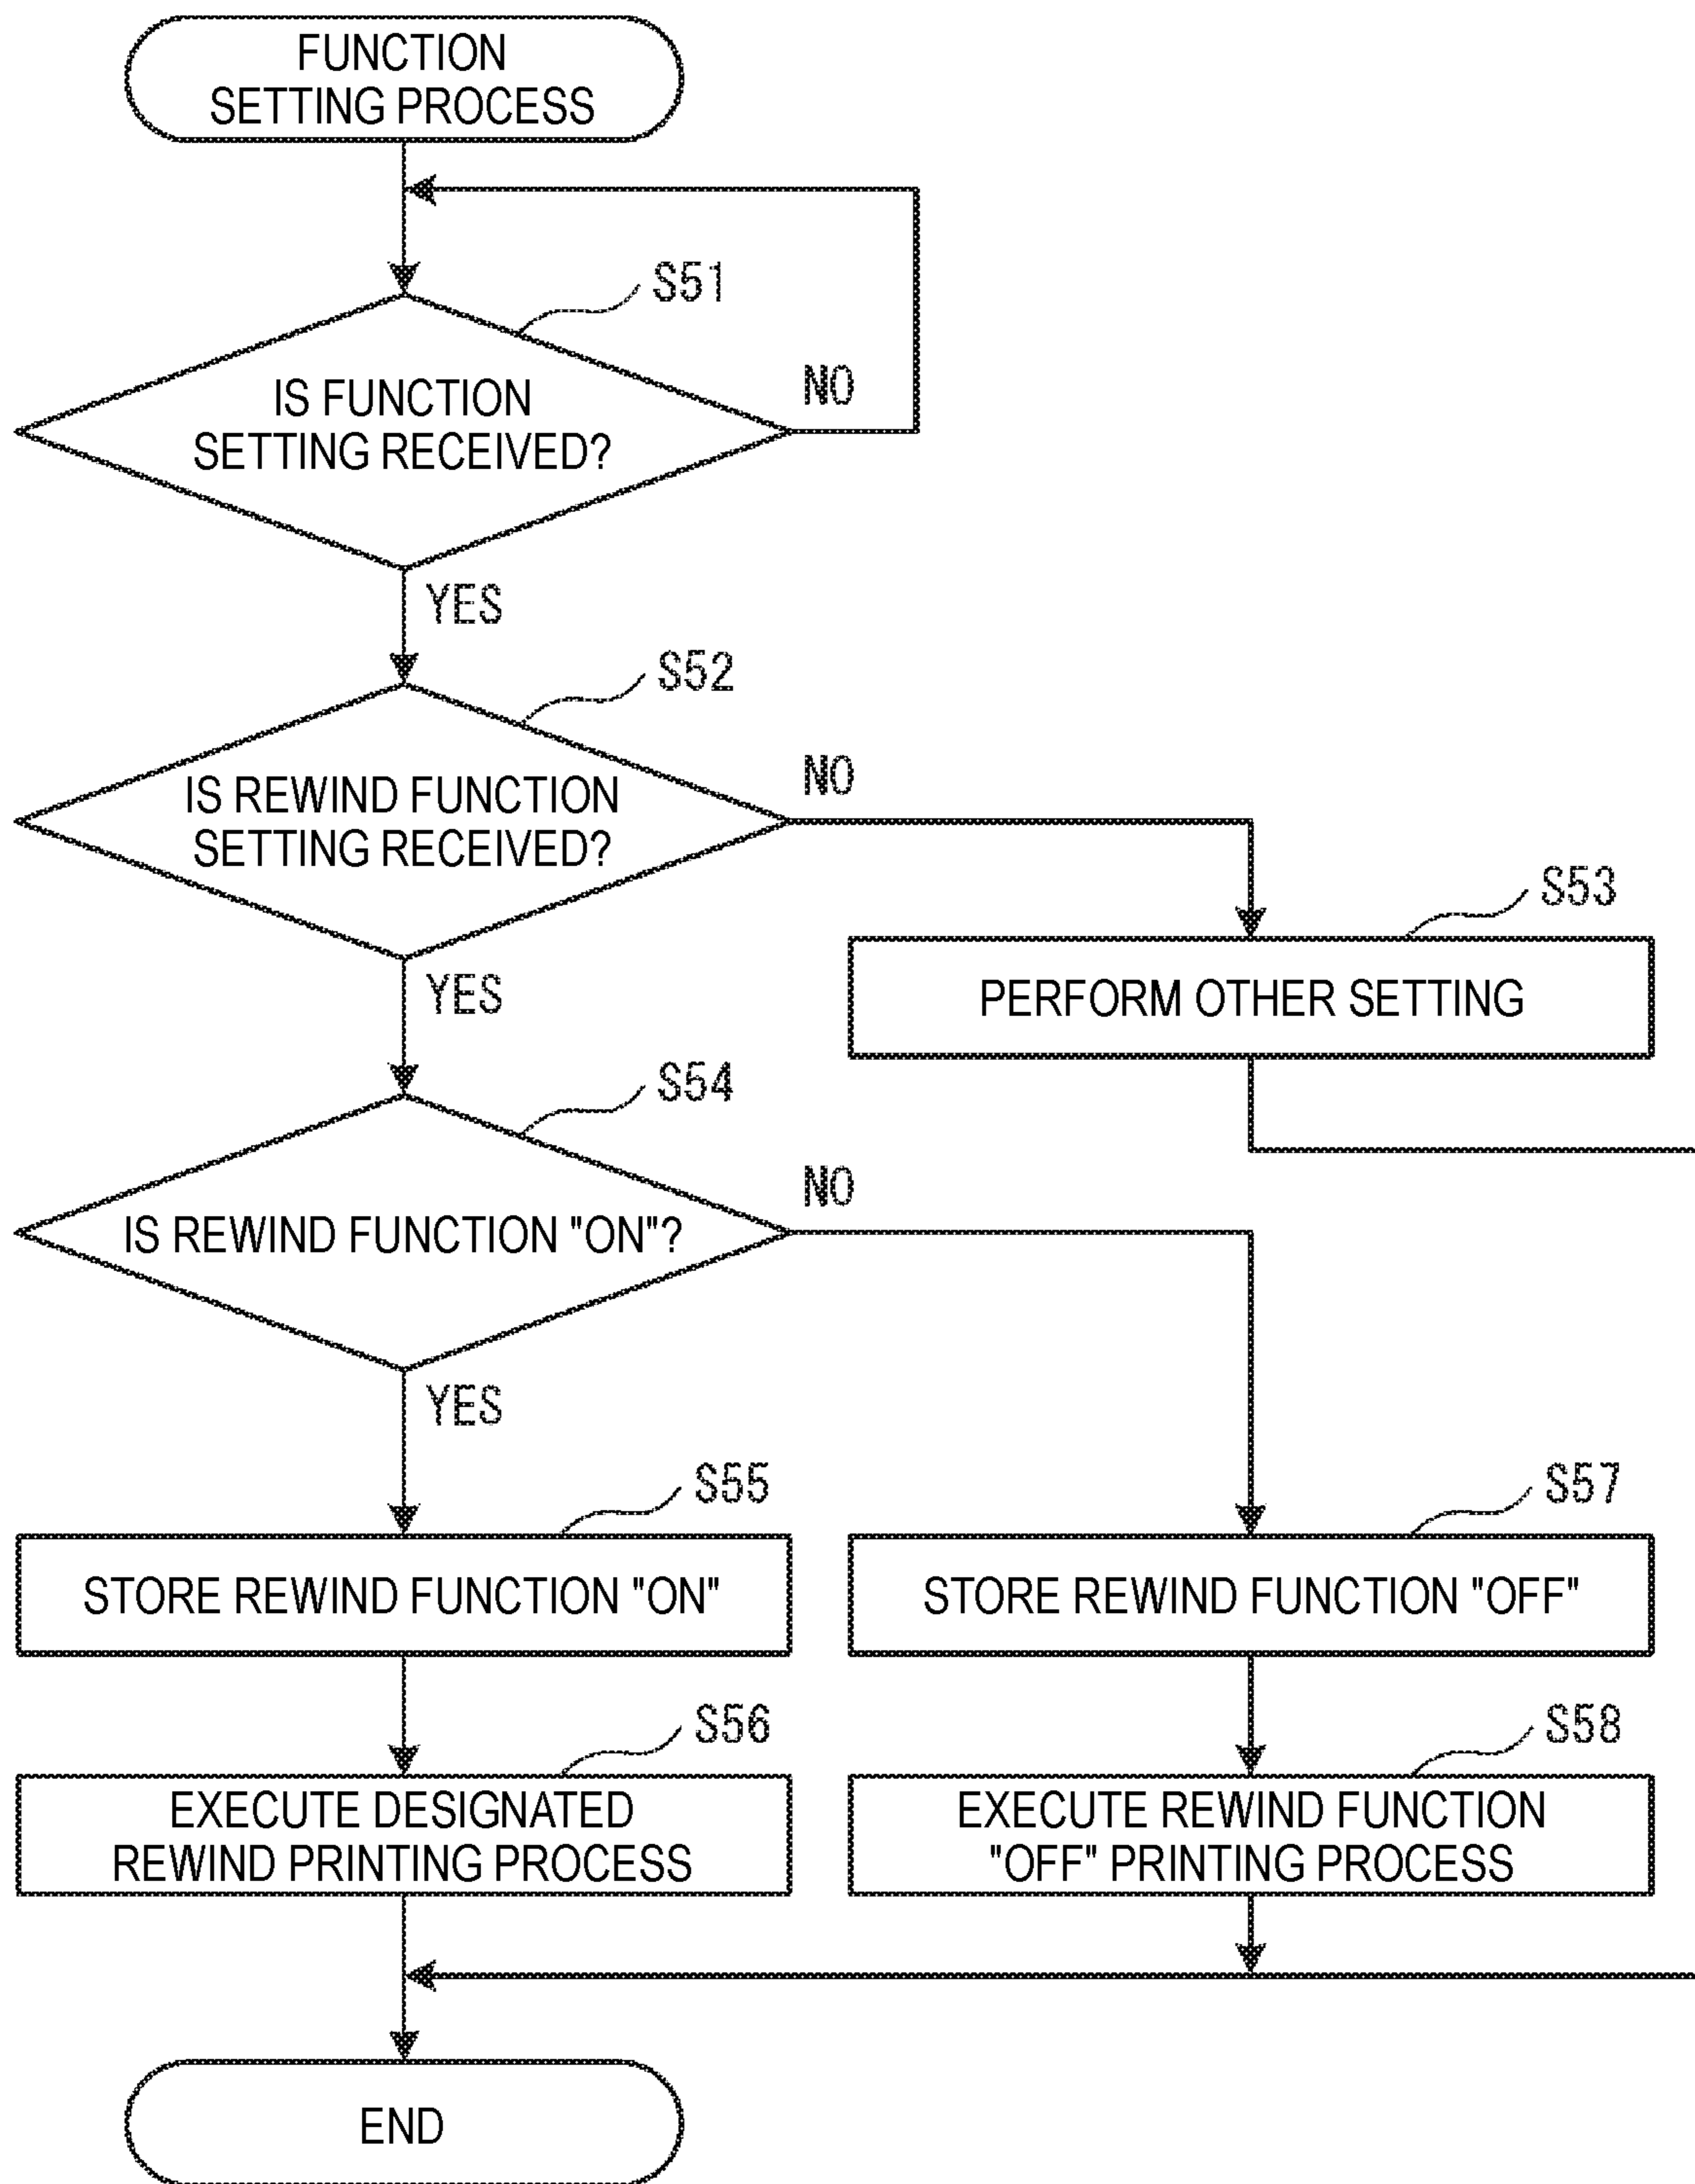 FUNCTION
SETTING PROCESS
S51
IS FUNCTION
SETTING RECEIVED?
NO
YES
S52
IS REWIND FUNCTION
SETTING RECEIVED?
NO
S53
PERFORM OTHER SETTING
YES
S54
IS REWIND FUNCTION "ON"?
NO
YES
S55
STORE REWIND FUNCTION "ON"
S57
STORE REWIND FUNCTION "OFF"
S56
EXECUTE DESIGNATED
REWIND PRINTING PROCESS
S58
EXECUTE REWIND FUNCTION
"OFF" PRINTING PROCESS
END